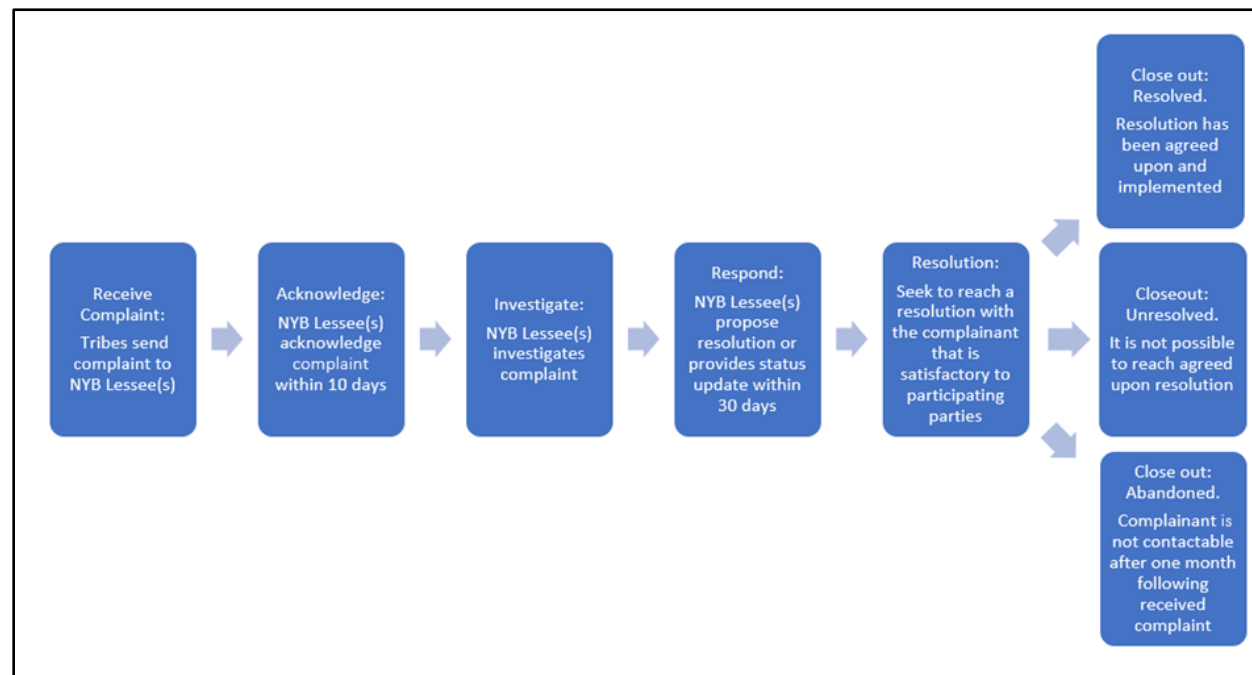 Receive
Complaint:
Tribes send
complaint to
NYB Lessee(s)
Acknowledge:
NYB Lessee(s)
acknowledge
complaint
within 10 days
Investigate:
NYB Lessee(s)
investigates
complaint
Respond:
NYB Lessee(s)
propose
resolution or
provides status
update within
30 days
Resolution:
Seek to reach a
resolution with
the complainant
that is
satisfactory to
participating
parties
Close out:
Resolved.
Resolution has
been agreed
upon and
implemented
Closeout:
Unresolved.
It is not possible
to reach agreed
upon resolution
Close out:
Abandoned.
Complainant is
not contactable
after one month
following
received
complaint